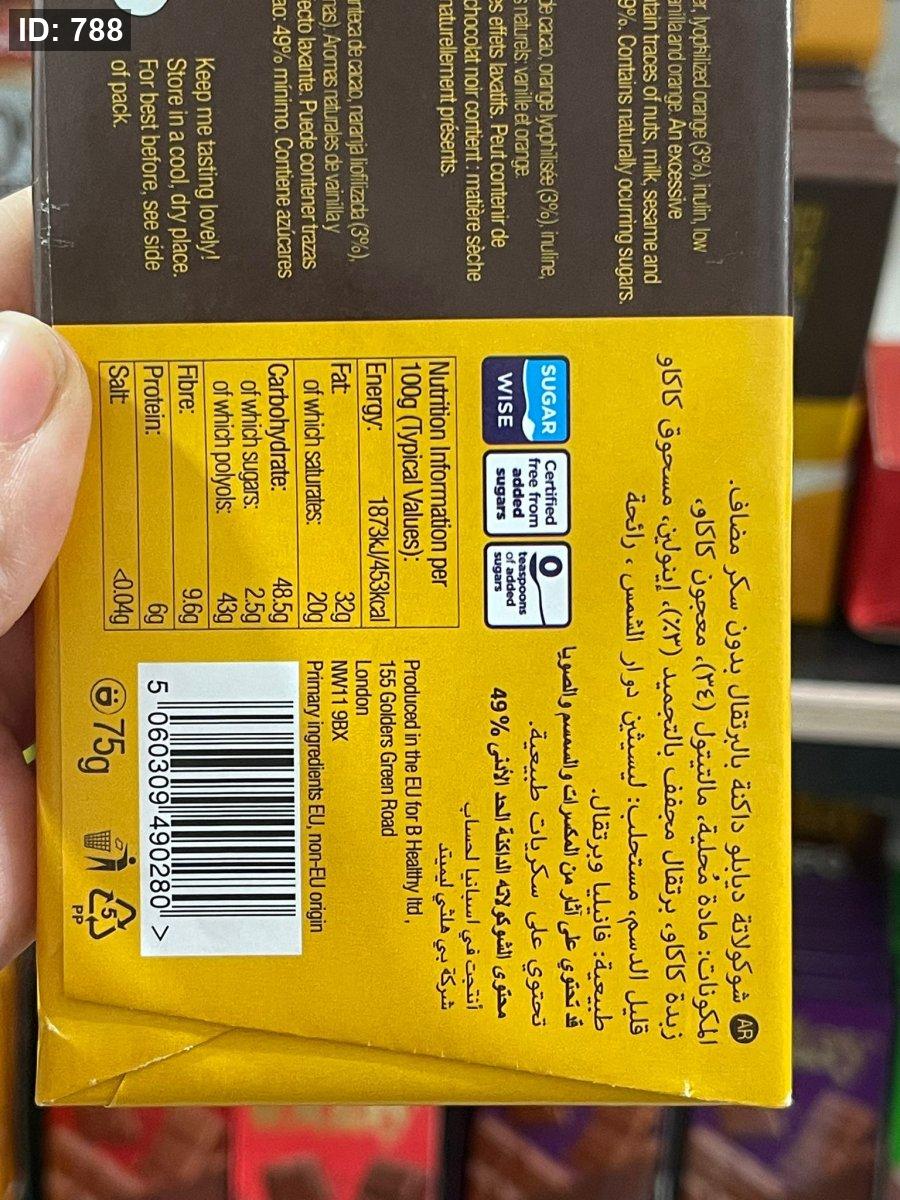 ID: 788
er, lyophilized orange (3%), inulin, low
anilla and orange. An excessive
tain traces of nuts, milk, sesame and
9%. Contains naturally ocurring sugars.
de cacao, orange lyophilisée (3%), inuline,
s naturels: vanille et orange.
es effets laxatifs. Peut contenir de
chocolat noir contient : matière sèche
naturellement présents.
anteca de cacao, naranja liofilizada (3%),
nas) Aromas naturales de vainilla y
fecto laxante. Puede contener trazas
ao: 49% mínimo. Contiene azúcares
Keep me tasting lovely!
Store in a cool, dry place.
For best before, see side
of pack.
AR شوكولاتة ديابلو داكنة بالبرتقال بدون سكر مضاف.
المكونات: مادة مُحلية، مالتيتول (٣٤)، معجون كاكاو،
زبدة كاكاو، برتقال مجفف بالتجميد (٣٪)، إينولين، مسحوق كاكاو
قليل الدسم، مستحلب: ليسيثين دوار الشمس ، رائحة
طبيعية: فانيليا وبرتقال.
قد تحتوي على آثار من المكسرات والسمسم والصويا
تحتوي على سكريات طبيعية.
محتوى الشوكولاته الداكنة الحد الأدنى %49
أنتجت في اسبانيا لحساب
شركة بي هلثي ليميتد
SUGAR
WISE
Certified
free from
added
sugars
0
teaspoons
of added
sugars
Nutrition Information per
100g (Typical Values):
Energy: 1873kJ/453kcal
Fat: 32g
of which saturates: 20g
Carbohydrate: 48.5g
of which sugars: 2.5g
of which polyols: 43g
Fibre: 9.6g
Protein: 6g
Salt: <0.04g
Produced in the EU for B Healthy ltd,
155 Golders Green Road
London
NW11 9BX
Primary ingredients EU, non-EU origin
5 060309 490280 >
75g
5
PP